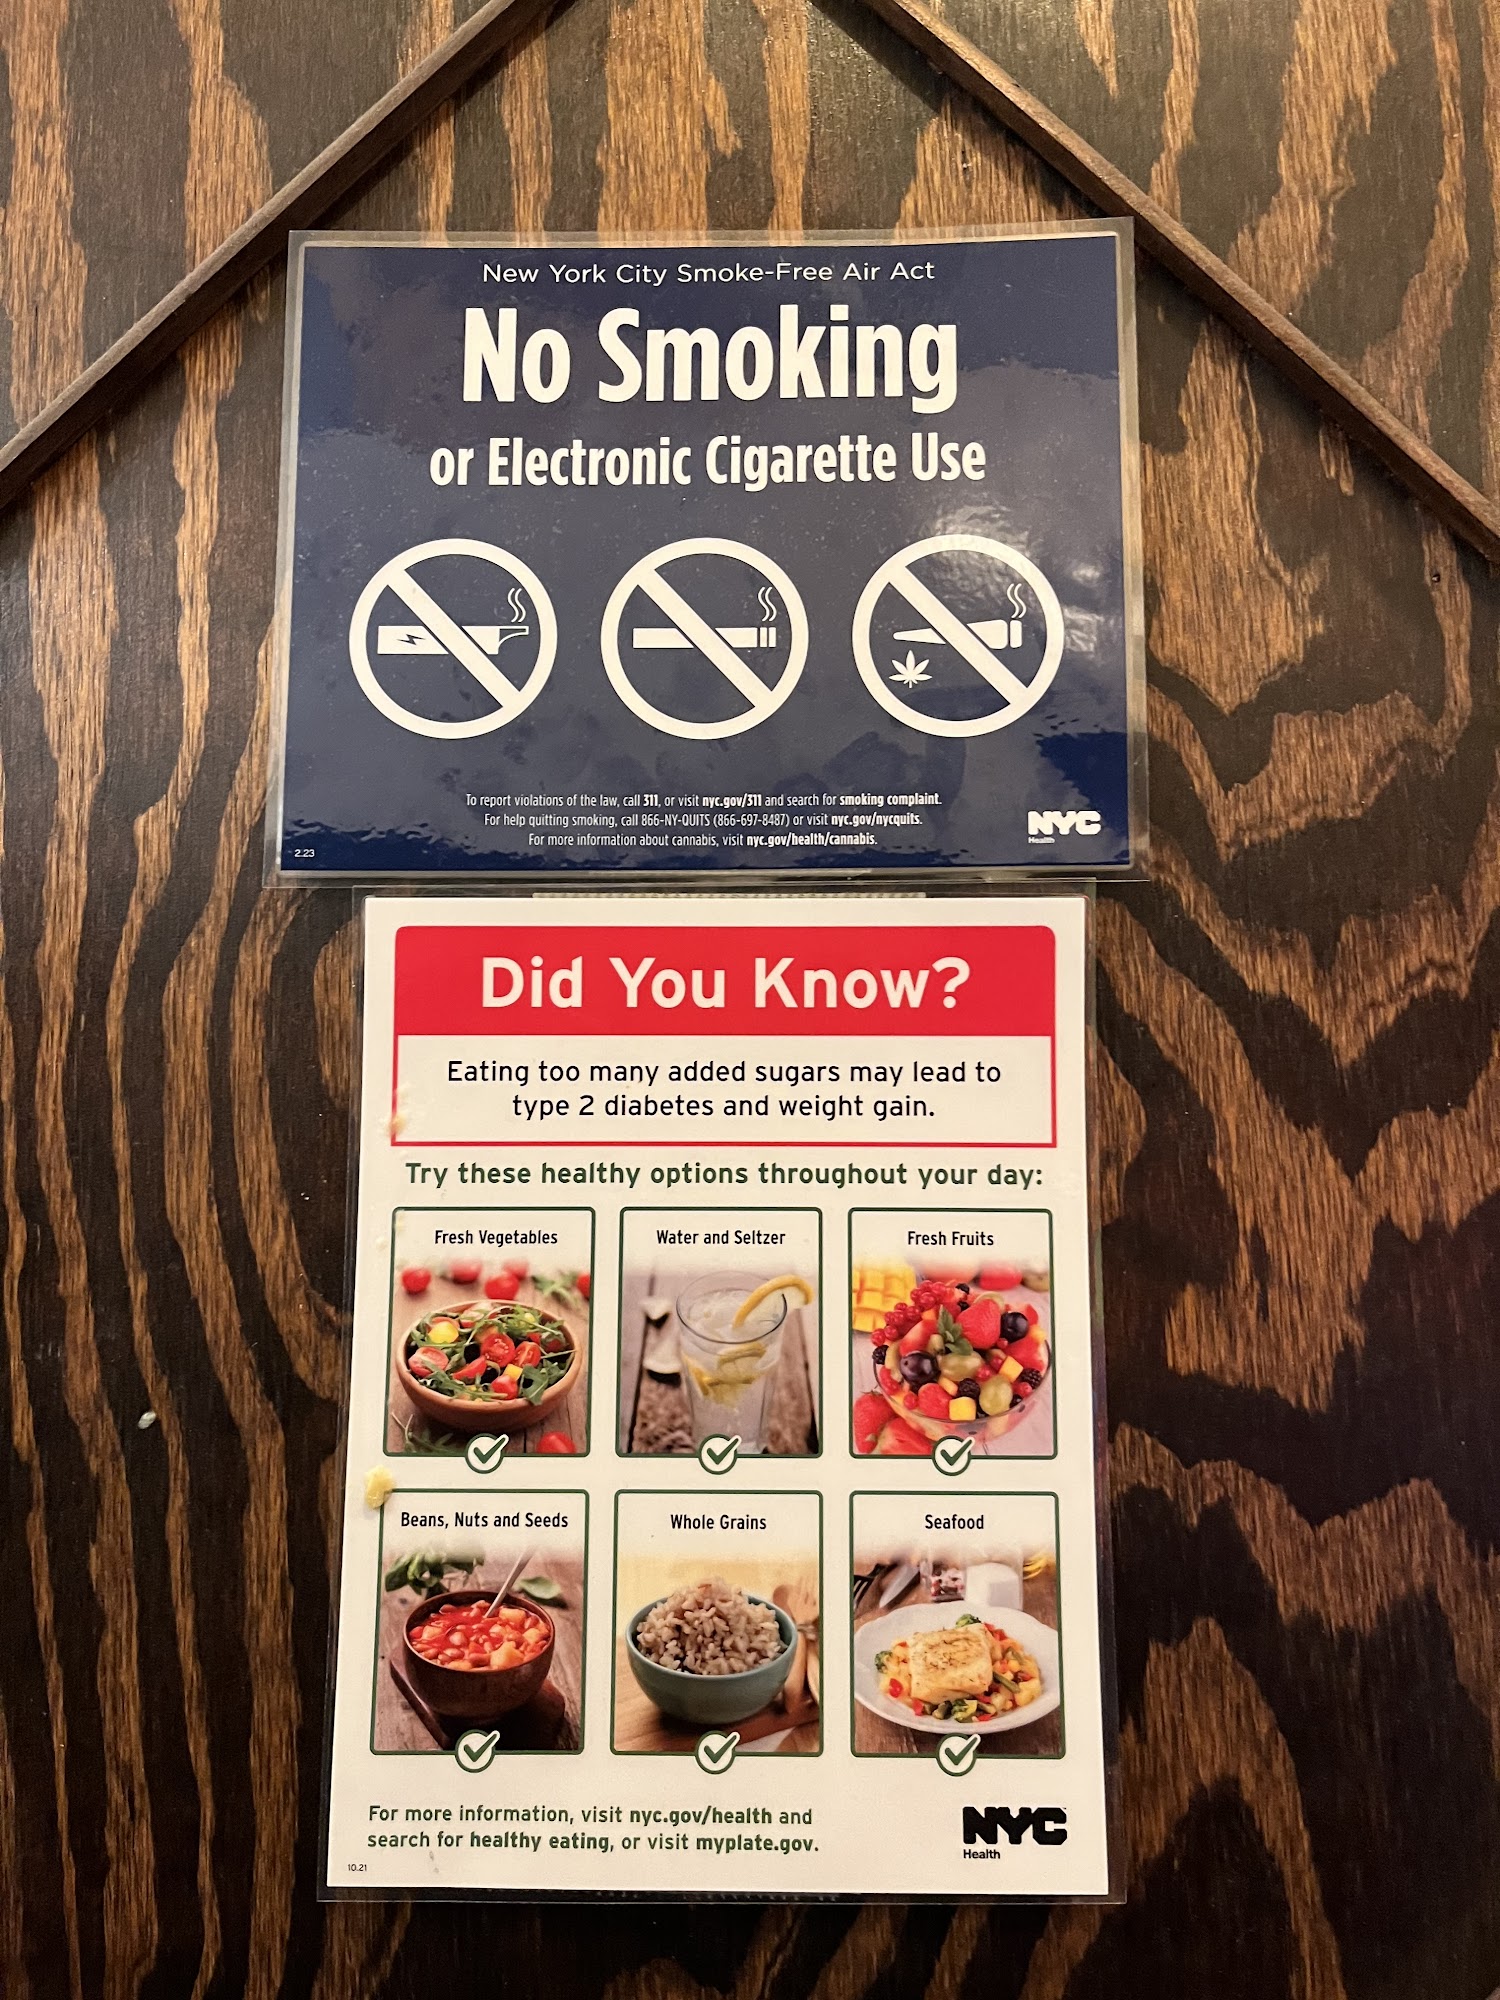 New York City Smoke-Free Air Act
No Smoking
or Electronic Cigarette Use
To report violations of the law, call 311, or visit nyc.gov/311 and search for smoking complaint.
For help quitting smoking, call 866-NY-QUITS (866-697-8487) or visit nyc.gov/nycquits.
For more information about cannabis, visit nyc.gov/health/cannabis.
2.23
NYC
Health
Did You Know?
Eating too many added sugars may lead to
type 2 diabetes and weight gain.
Try these healthy options throughout your day:
Fresh Vegetables
Water and Seltzer
Fresh Fruits
Beans, Nuts and Seeds
Whole Grains
Seafood
For more information, visit nyc.gov/health and
search for healthy eating, or visit myplate.gov.
10.21
NYC
Health